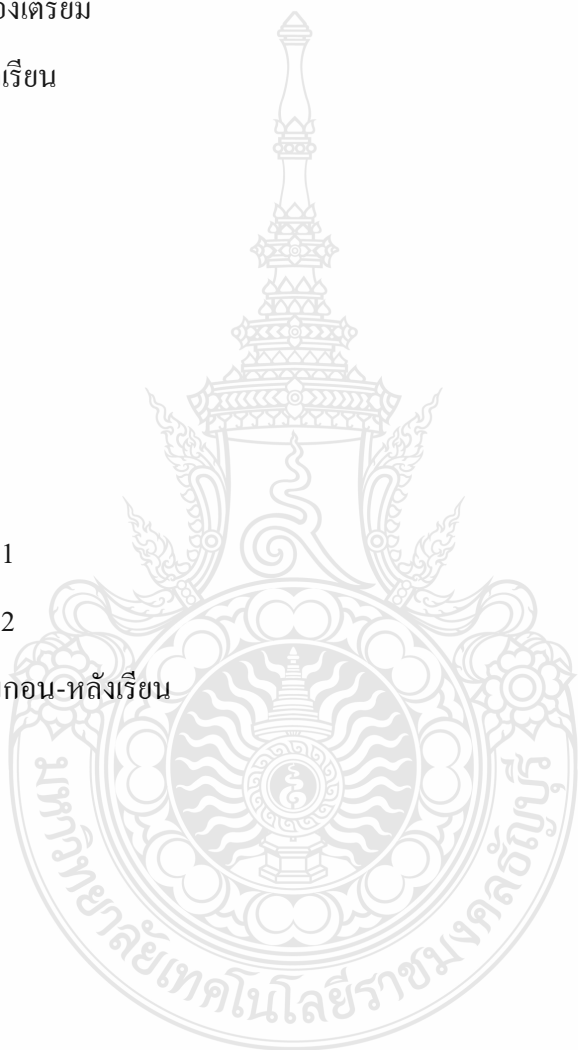 องเตรียม
เรียน
1
2
กอน-หลังเรียน
มหาวิทยาลัยเทคโนโลยีราชมงคลธัญบุรี